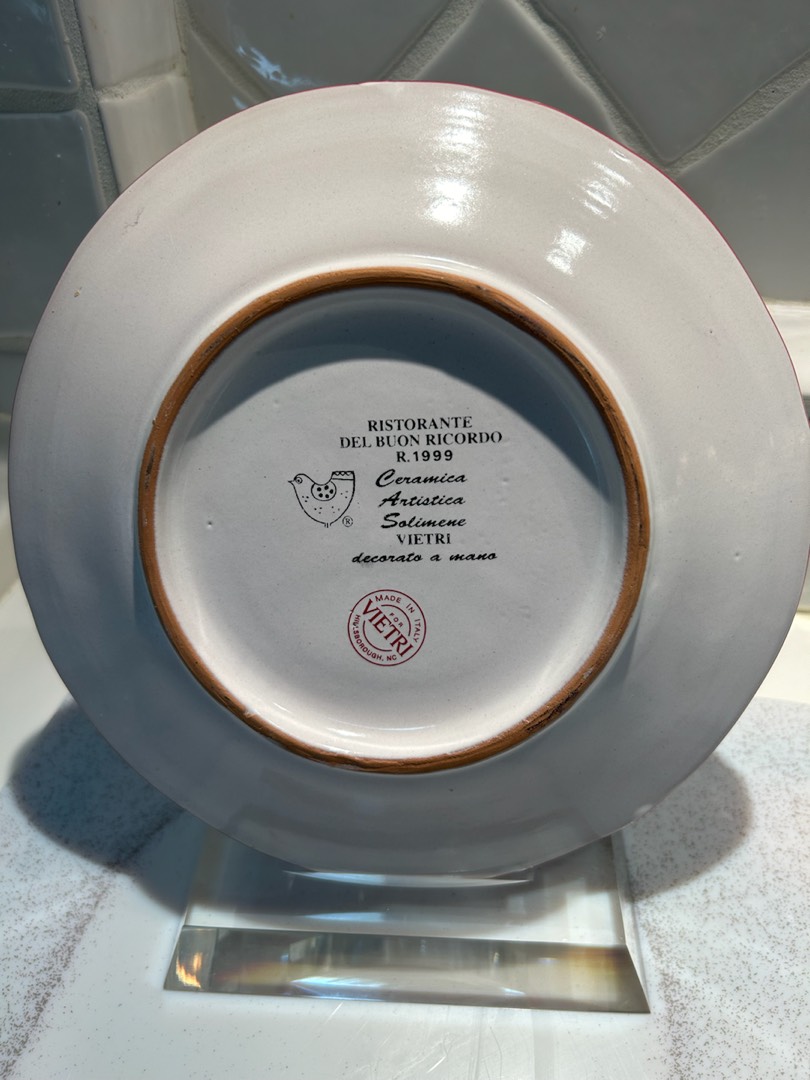 RISTORANTE
DEL BUON RICORDO
R.1999
Ceramica
Artistica
Solimene
VIETRI
decorato a mano
®
MADE IN ITALY
FOR
VIETRI
HILLSBOROUGH, NC